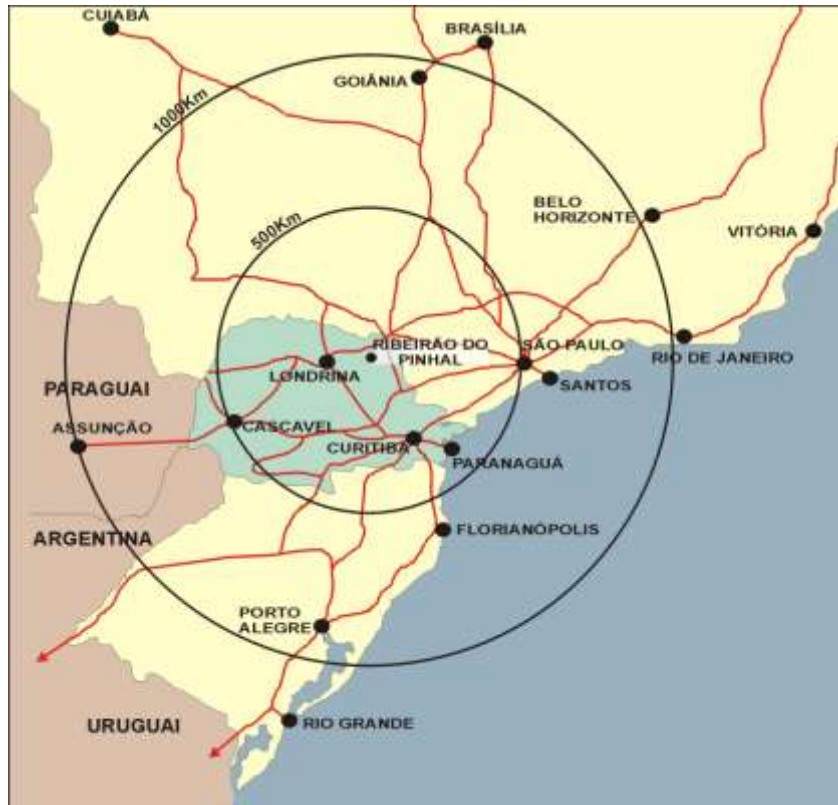 CUIABÁ
BRASÍLIA
GOIÂNIA
1000Km
BELO
HORIZONTE
VITÓRIA
500Km
RIBEIRÃO DO
PINHAL
SÃO PAULO
RIO DE JANEIRO
LONDRINA
SANTOS
PARAGUAI
ASSUNÇÃO
CASCAVEL
CURITIBA
PARANAGUÁ
ARGENTINA
FLORIANÓPOLIS
PORTO
ALEGRE
URUGUAI
RIO GRANDE